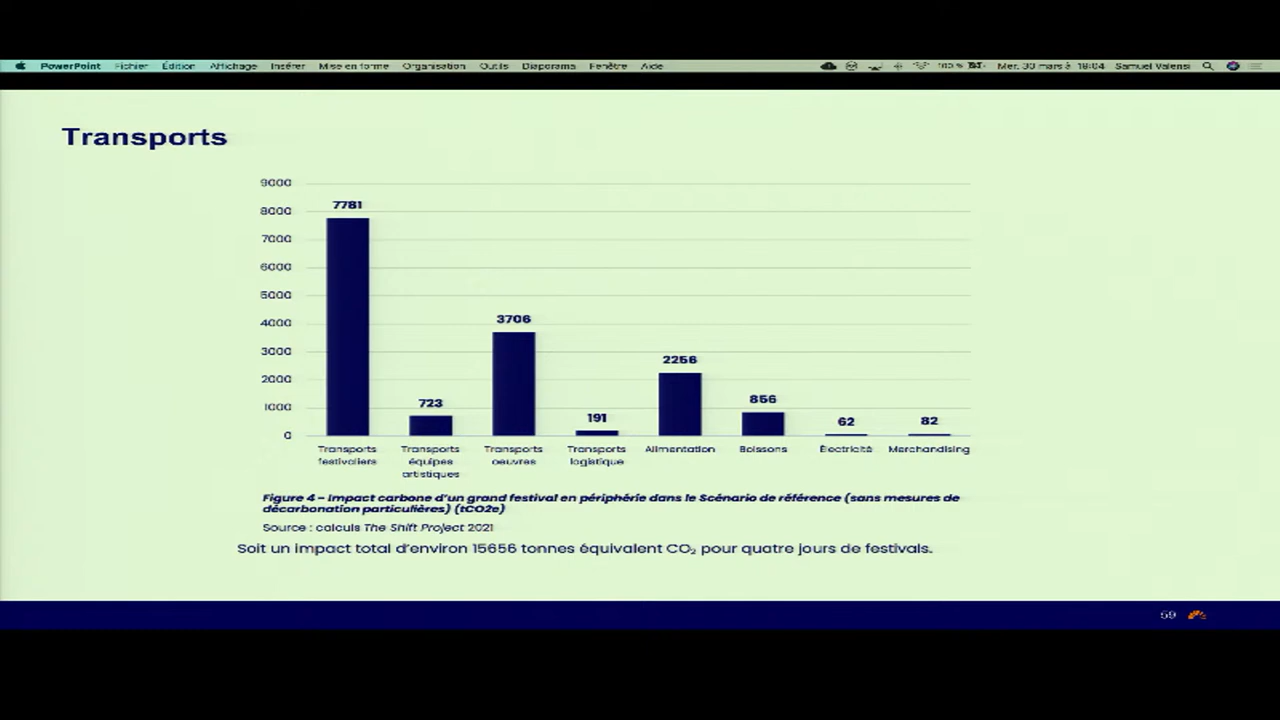 PowerPoint Fichier Édition Affichage Insérer Mise en forme Organisation Outils Diaporama Fenêtre Aide 100 % Mer. 30 mars à 18:04 Samuel Valensi
Transports
9000
8000
7000
6000
5000
4000
3000
2000
1000
0
7781
723
3706
191
2256
856
62
82
Transports festivaliers
Transports équipes artistiques
Transports oeuvres
Transports logistique
Alimentation
Boissons
Électricité
Merchandising
Figure 4 – Impact carbone d'un grand festival en périphérie dans le Scénario de référence (sans mesures de
décarbonation particulières) (tCO2e)
Source : calculs The Shift Project 2021
Soit un impact total d'environ 15656 tonnes équivalent CO₂ pour quatre jours de festivals.
59